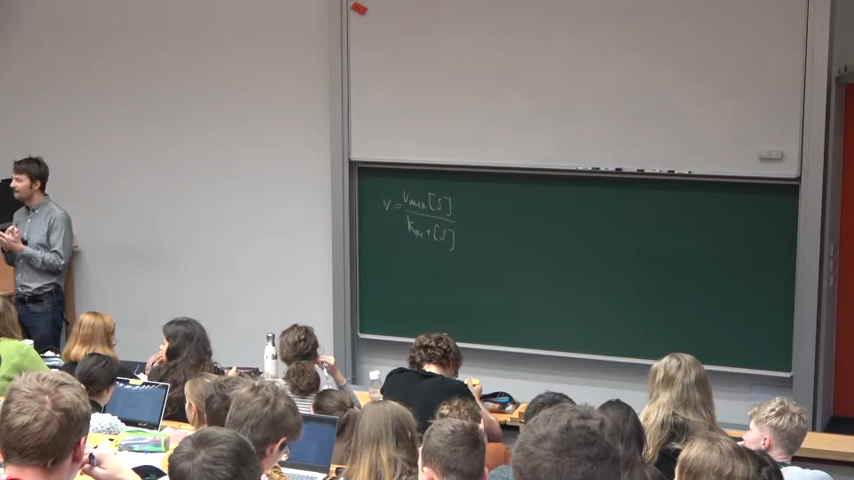 v = Vmax [S]
Km + [S]